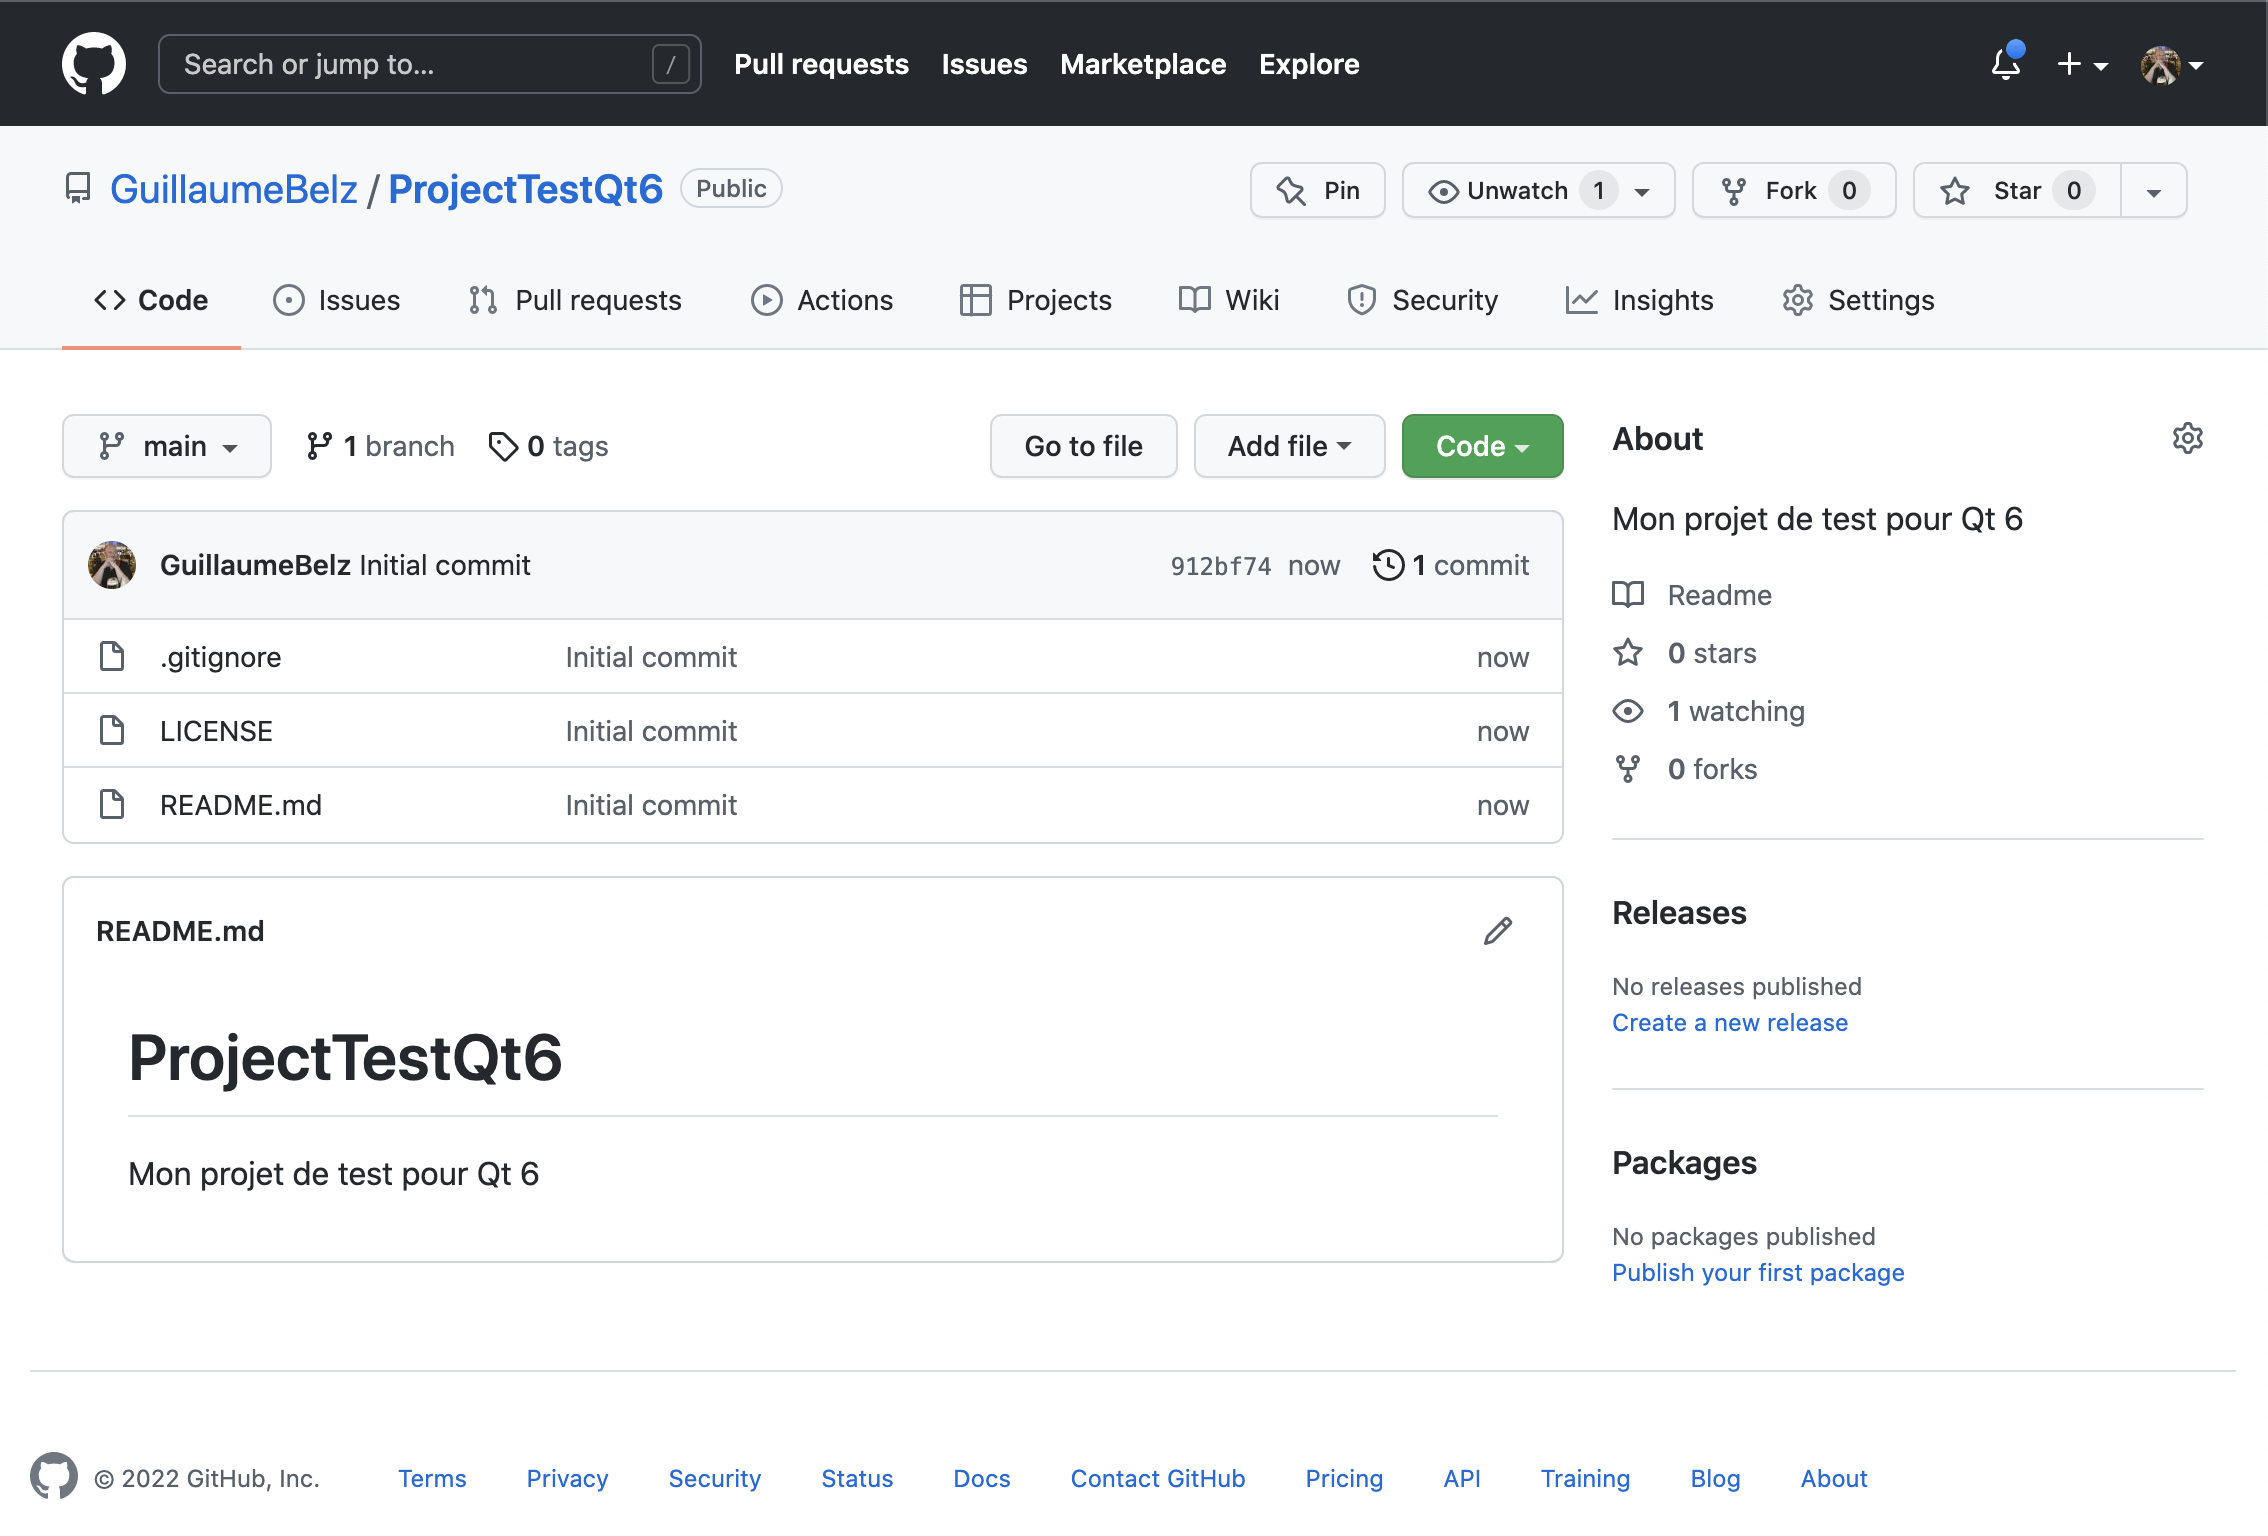 Search or jump to... / Pull requests Issues Marketplace Explore
GuillaumeBelz / ProjectTestQt6 Public Pin Unwatch 1 Fork 0 Star 0
Code Issues Pull requests Actions Projects Wiki Security Insights Settings
main 1 branch 0 tags Go to file Add file Code
About
Mon projet de test pour Qt 6
GuillaumeBelz Initial commit 912bf74 now 1 commit
.gitignore Initial commit now
LICENSE Initial commit now
README.md Initial commit now
Readme
0 stars
1 watching
0 forks
README.md
ProjectTestQt6
Mon projet de test pour Qt 6
Releases
No releases published
Create a new release
Packages
No packages published
Publish your first package
© 2022 GitHub, Inc. Terms Privacy Security Status Docs Contact GitHub Pricing API Training Blog About